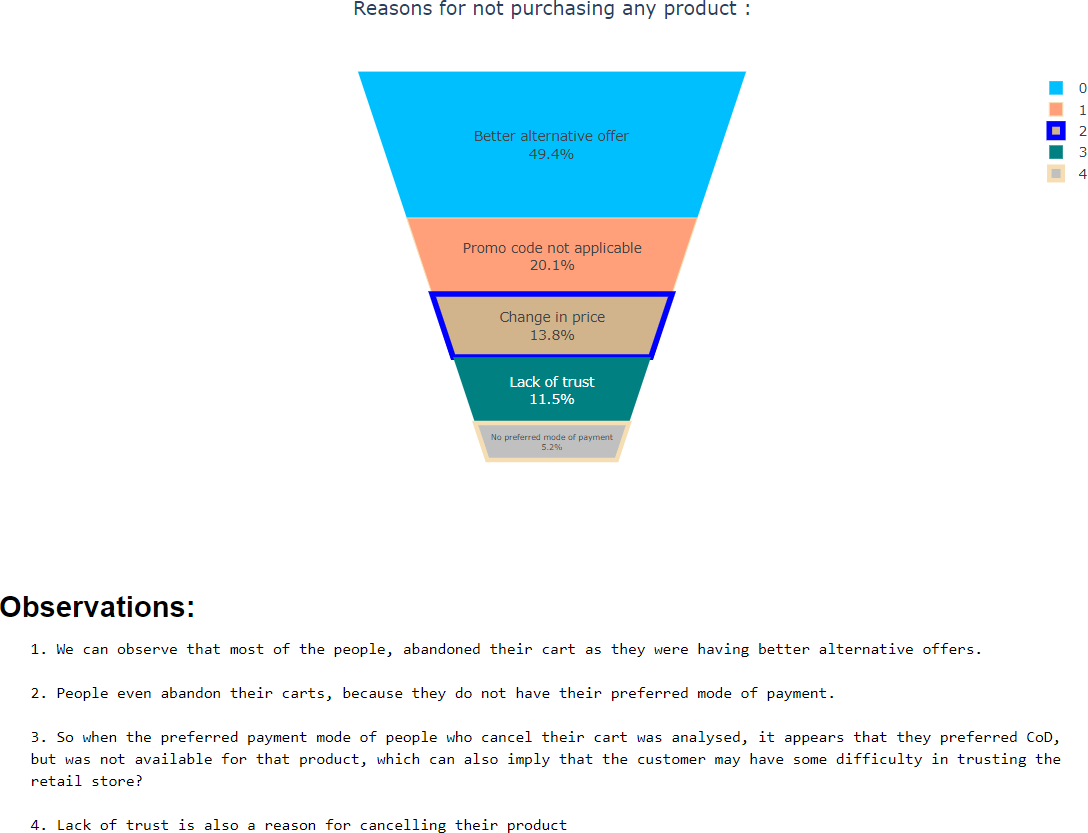 Reasons for not purchasing any product :
0
1
2
3
4
Better alternative offer
49.4%
Promo code not applicable
20.1%
Change in price
13.8%
Lack of trust
11.5%
No preferred mode of payment
5.2%
Observations:
1. We can observe that most of the people, abandoned their cart as they were having better alternative offers.
2. People even abandon their carts, because they do not have their preferred mode of payment.
3. So when the preferred payment mode of people who cancel their cart was analysed, it appears that they preferred CoD,
but was not available for that product, which can also imply that the customer may have some difficulty in trusting the
retail store?
4. Lack of trust is also a reason for cancelling their product